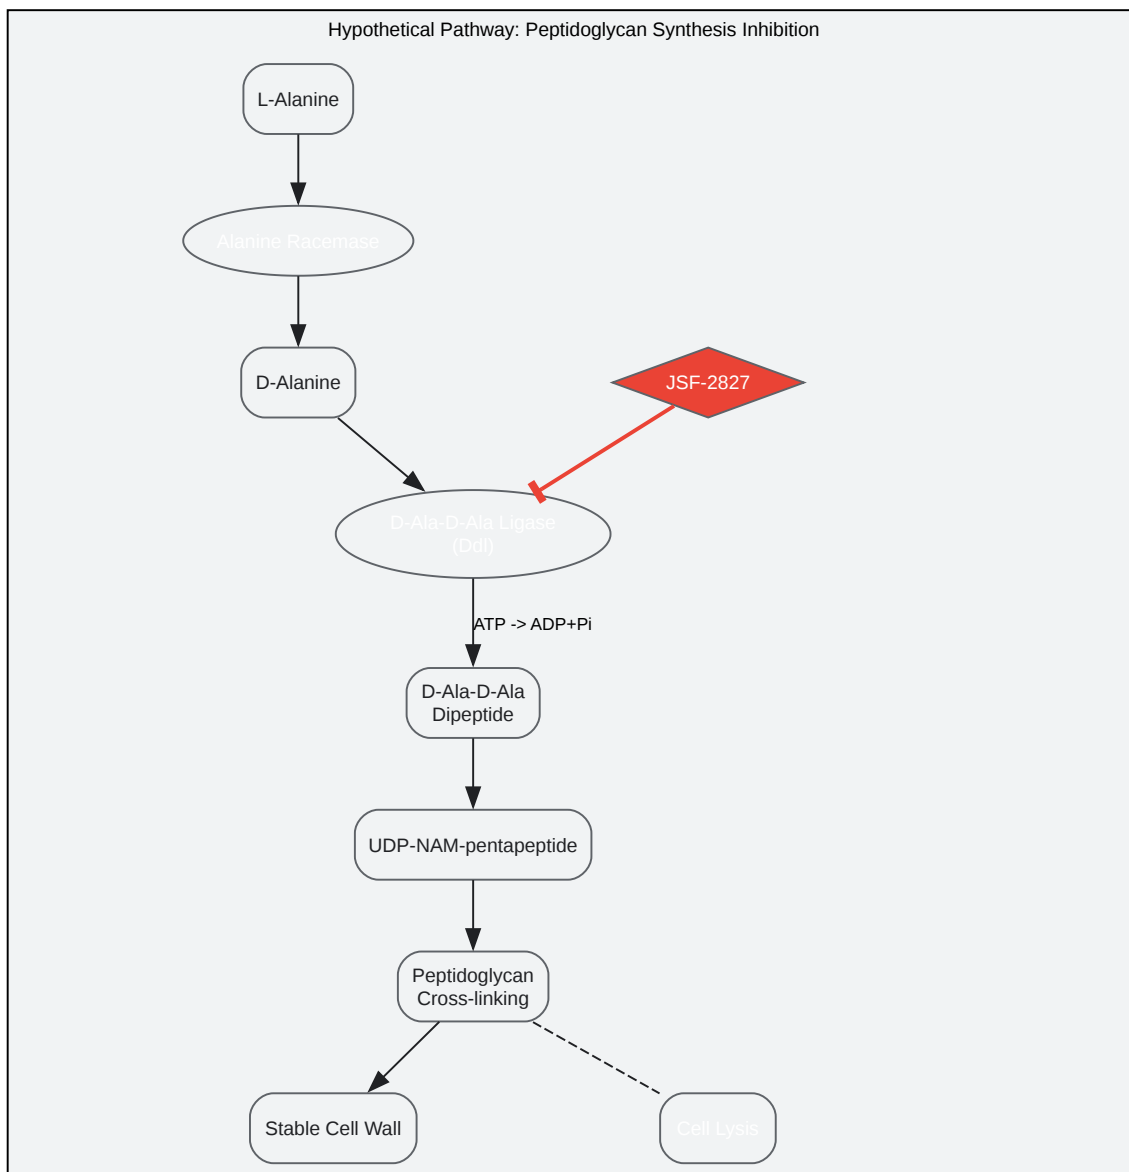 Hypothetical Pathway: Peptidoglycan Synthesis Inhibition
L-Alanine
Alanine Racemase
D-Alanine
JSF-2827
D-Ala-D-Ala Ligase
(Ddl)
ATP -> ADP+Pi
D-Ala-D-Ala
Dipeptide
UDP-NAM-pentapeptide
Peptidoglycan
Cross-linking
Stable Cell Wall
Cell Lysis